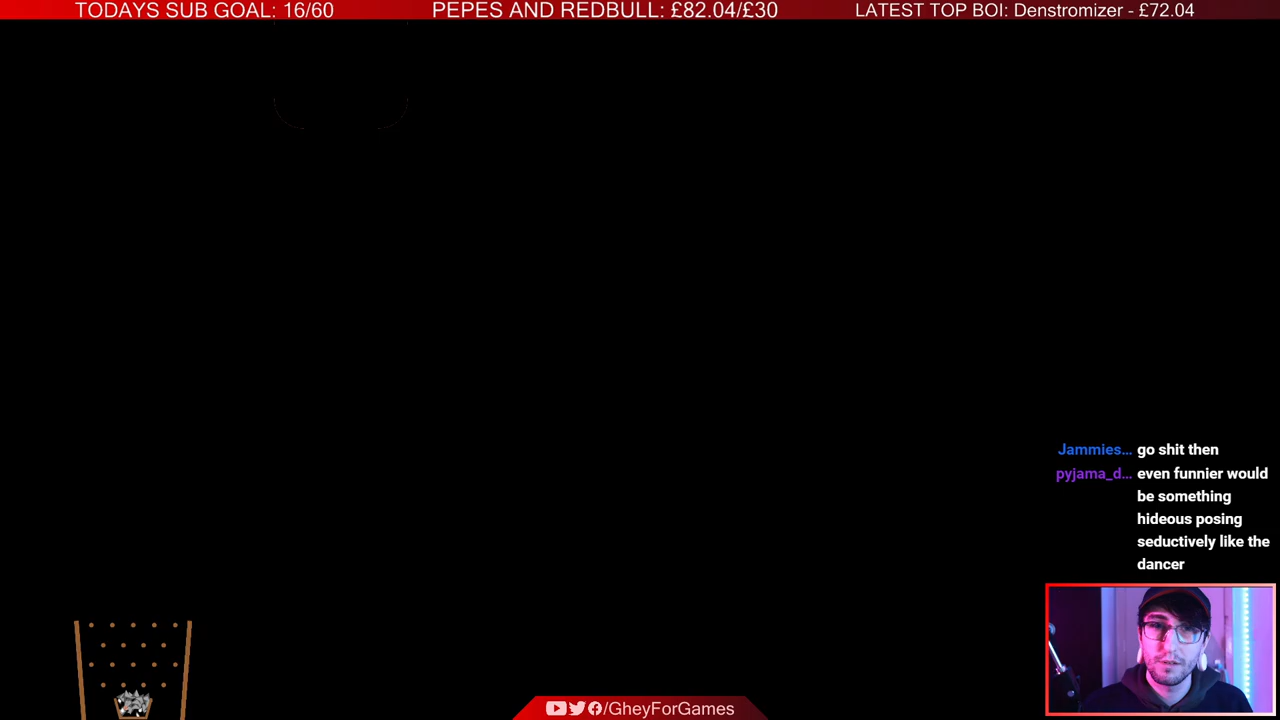 TODAYS SUB GOAL: 16/60 PEPES AND REDBULL: £82.04/£30 LATEST TOP BOI: Denstromizer - £72.04
Jammies… go shit then
pyjama_d… even funnier would
be something
hideous posing
seductively like the
dancer
/GheyForGames